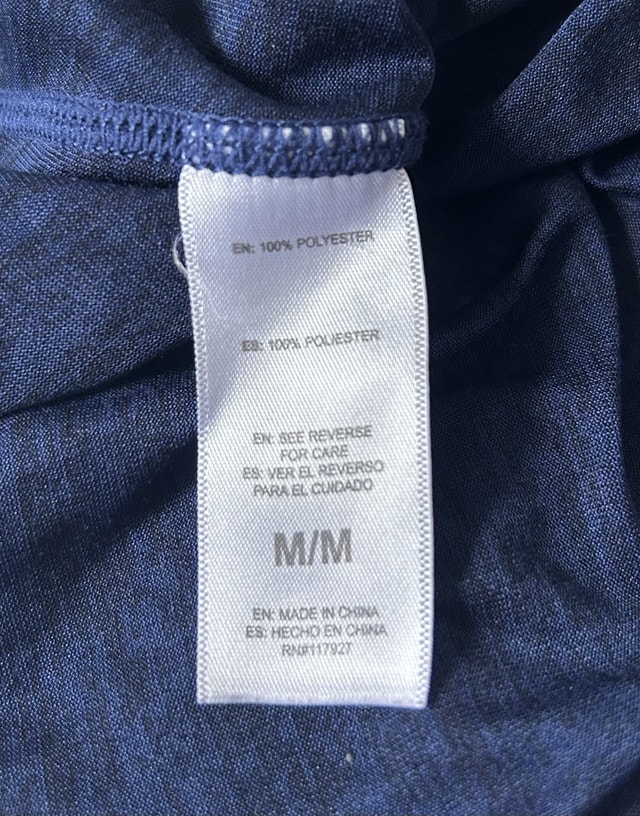 EN: 100% POLYESTER
ES: 100% POLIESTER
EN: SEE REVERSE
FOR CARE
ES: VER EL REVERSO
PARA EL CUIDADO
M/M
EN: MADE IN CHINA
ES: HECHO EN CHINA
RN#117927